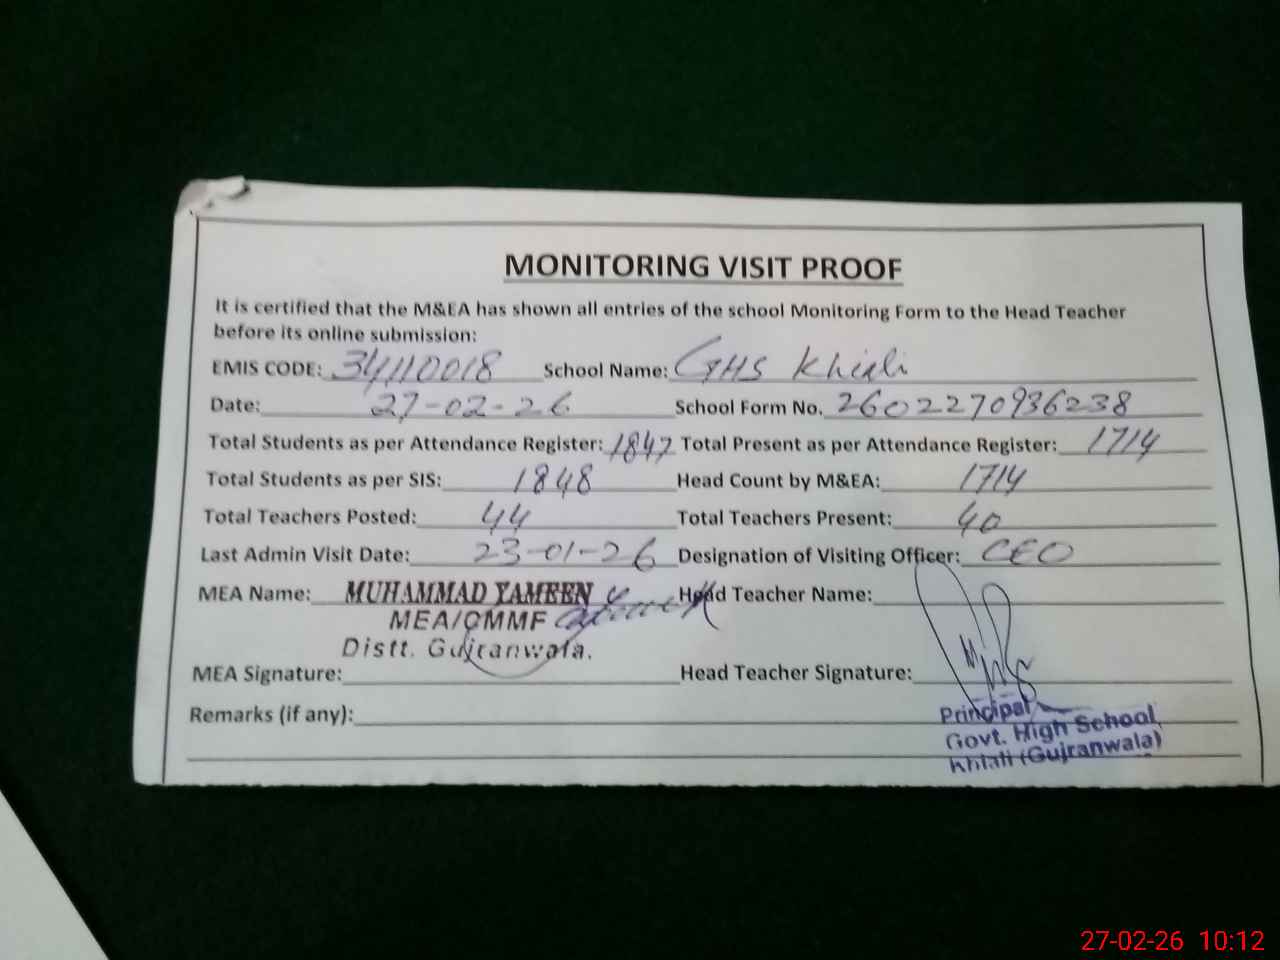 MONITORING VISIT PROOF
It is certified that the M&EA has shown all entries of the school Monitoring Form to the Head Teacher
before its online submission:
EMIS CODE: 34110018 School Name: GHS Khiali
Date: 27-02-26 School Form No. 2602270936238
Total Students as per Attendance Register: 1847 Total Present as per Attendance Register: 1714
Total Students as per SIS: 1848 Head Count by M&EA: 1714
Total Teachers Posted: 44 Total Teachers Present: 40
Last Admin Visit Date: 23-01-26 Designation of Visiting Officer: CEO
MEA Name: MUHAMMAD YAMEEN Head Teacher Name:
MEA/CMMF
Distt. Gujranwala.
MEA Signature: Head Teacher Signature:
Remarks (if any):
Principal
Govt. High School,
Khiali (Gujranwala)
27-02-26 10:12